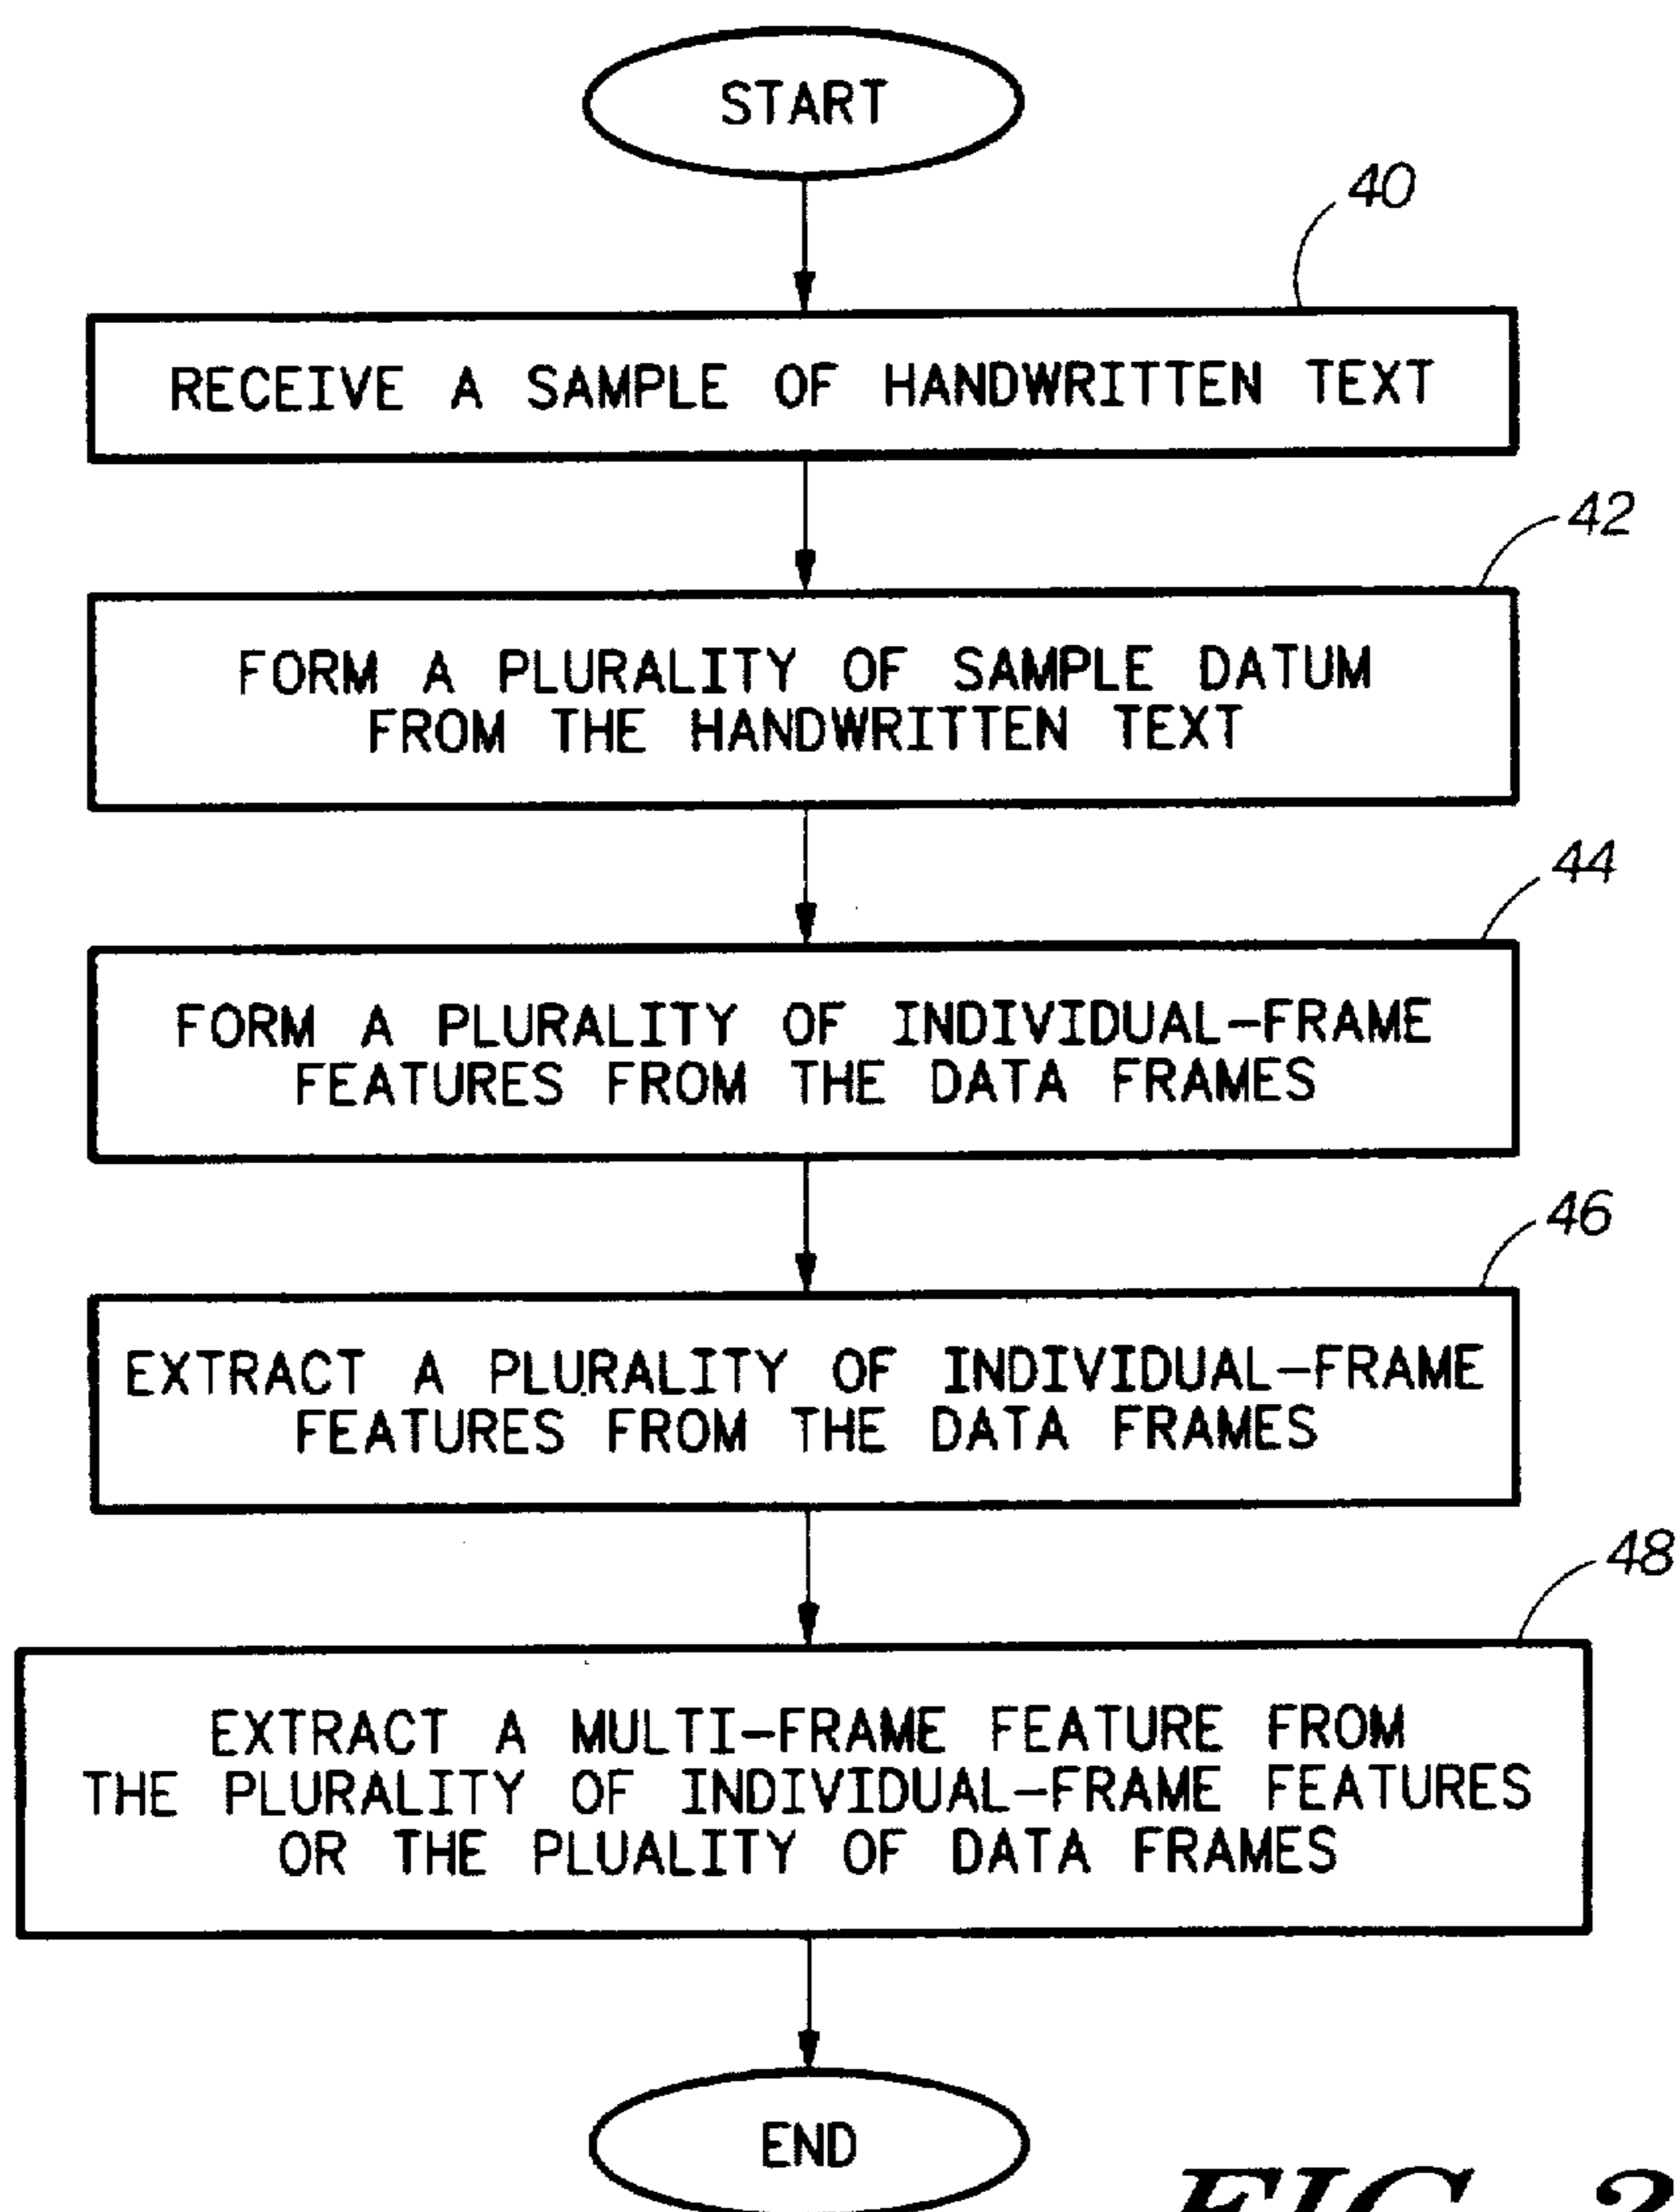 START
40
RECEIVE A SAMPLE OF HANDWRITTEN TEXT
42
FORM A PLURALITY OF SAMPLE DATUM
FROM THE HANDWRITTEN TEXT
44
FORM A PLURALITY OF INDIVIDUAL-FRAME
FEATURES FROM THE DATA FRAMES
46
EXTRACT A PLURALITY OF INDIVIDUAL-FRAME
FEATURES FROM THE DATA FRAMES
48
EXTRACT A MULTI-FRAME FEATURE FROM
THE PLURALITY OF INDIVIDUAL-FRAME FEATURES
OR THE PLUALITY OF DATA FRAMES
END
FIG.